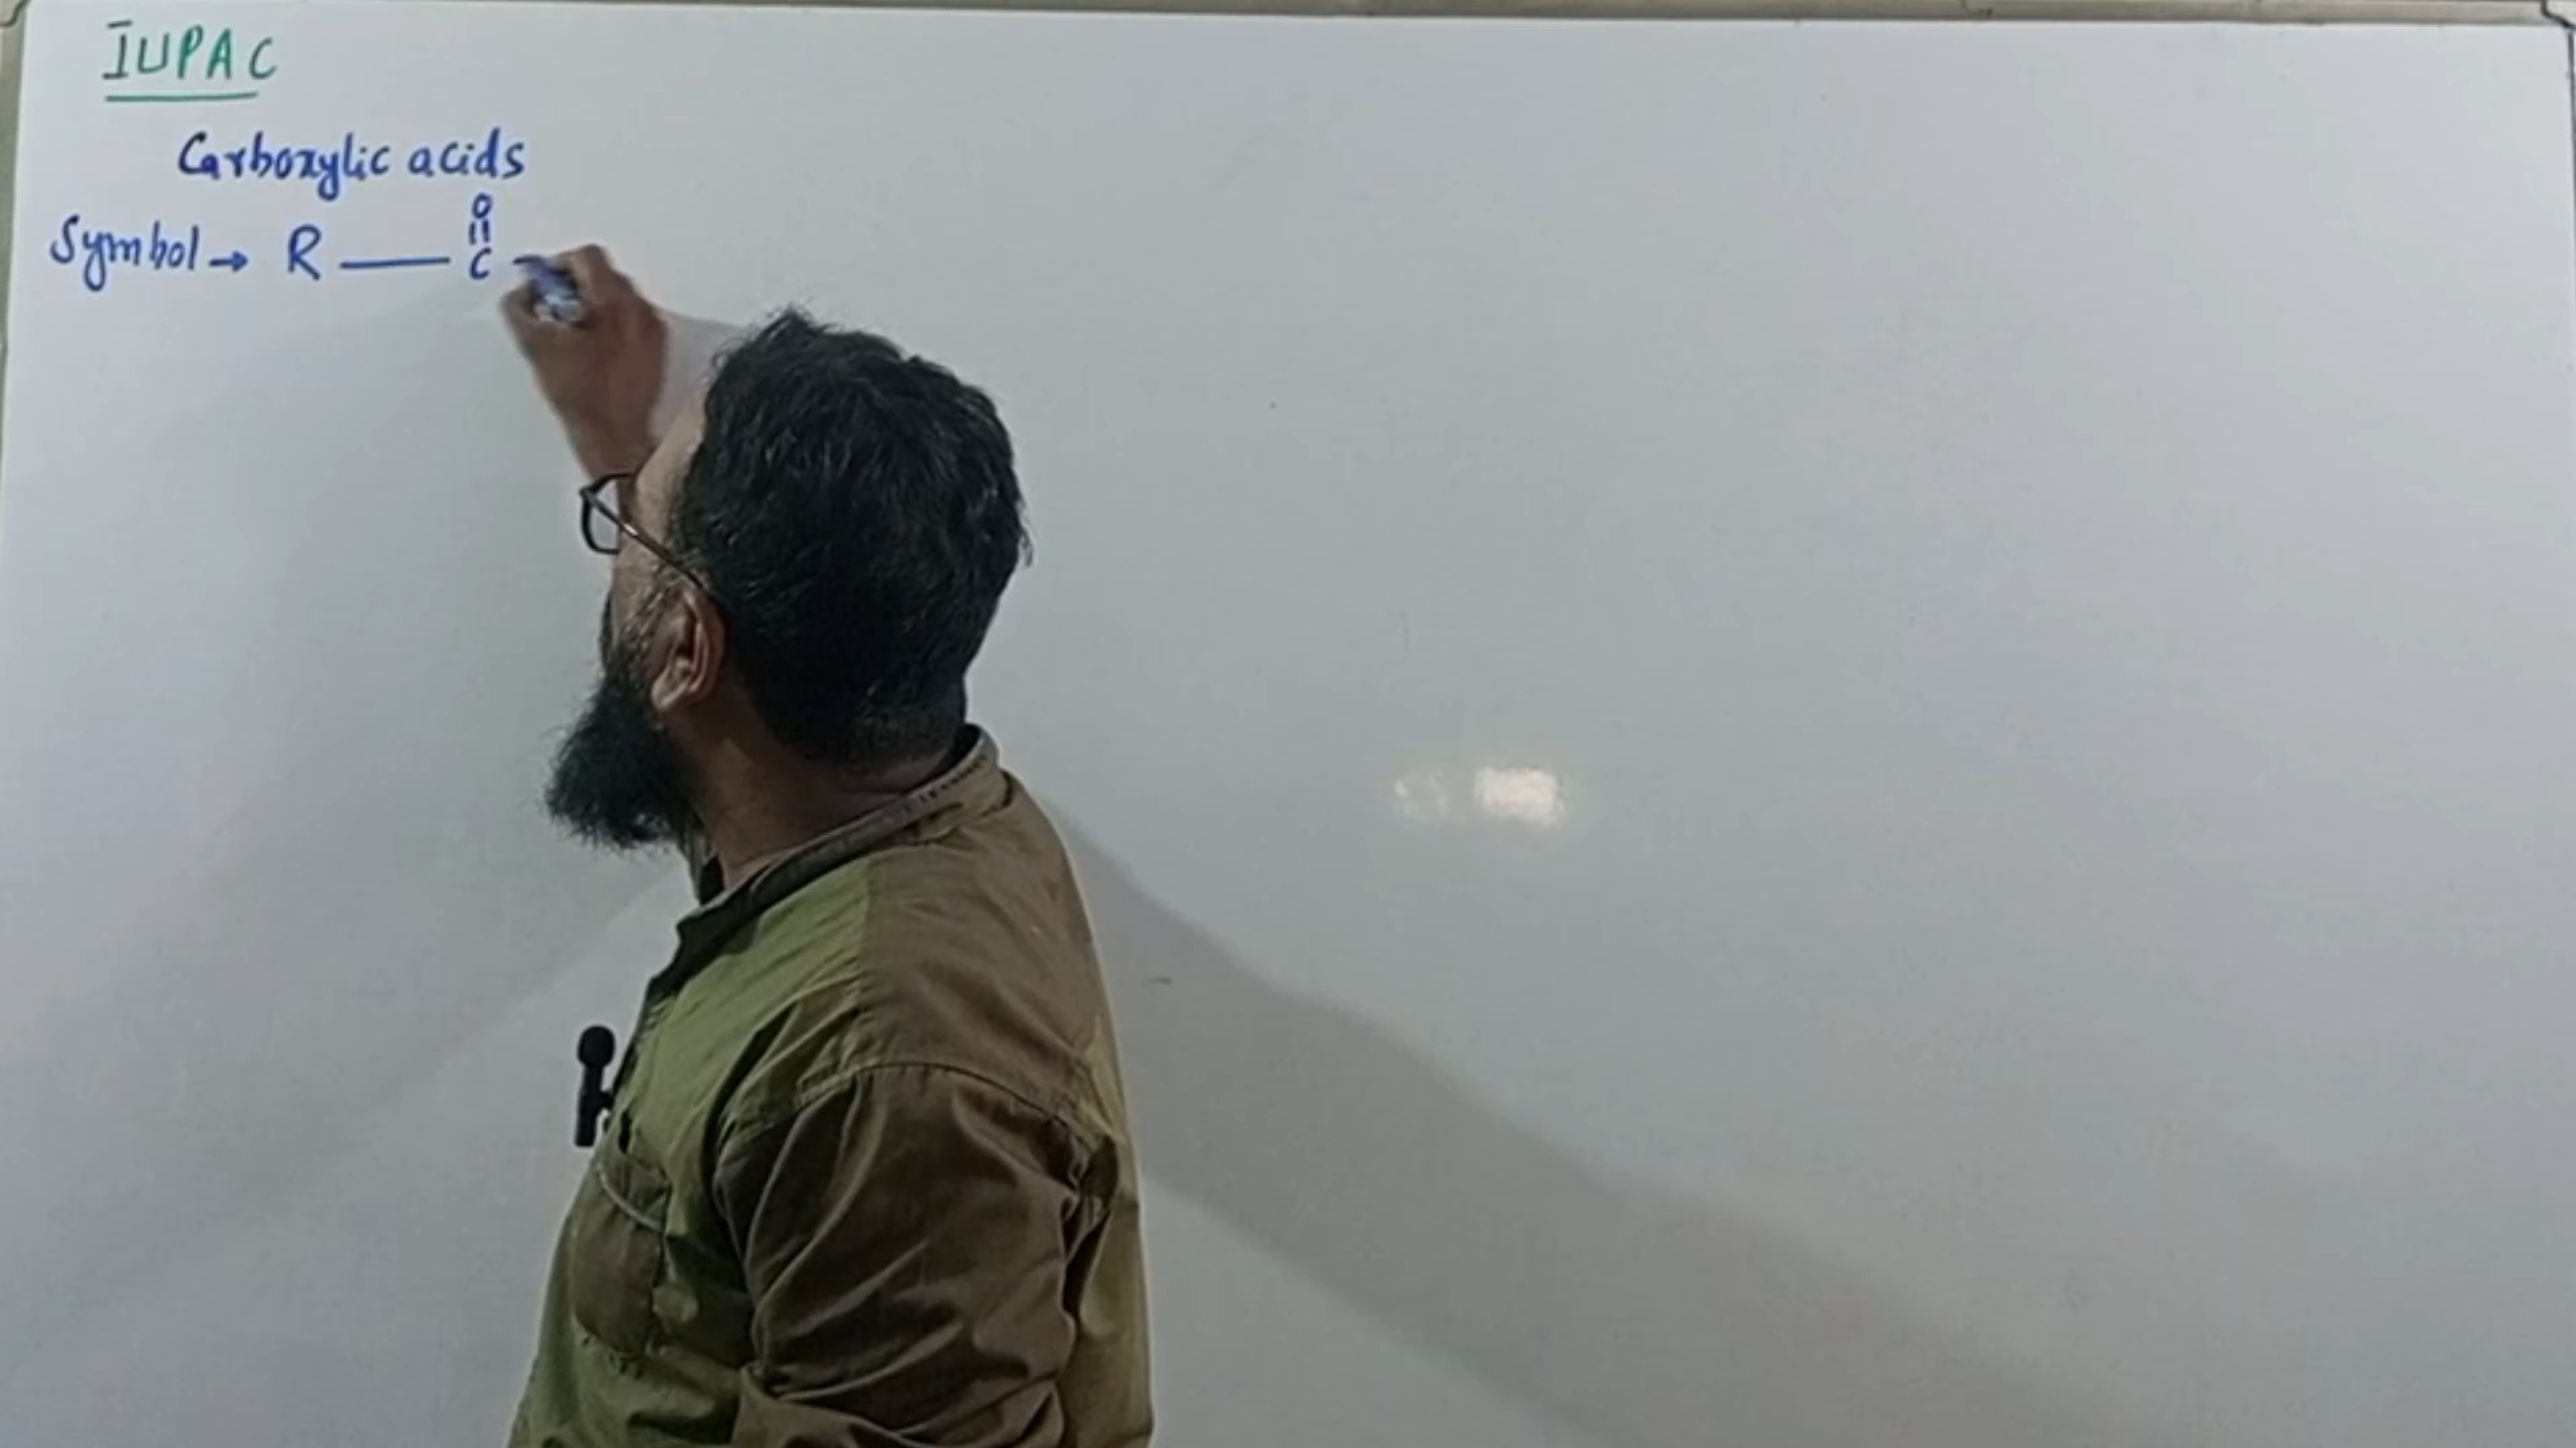 IUPAC
Carboxylic acids
O
||
Symbol → R — C —